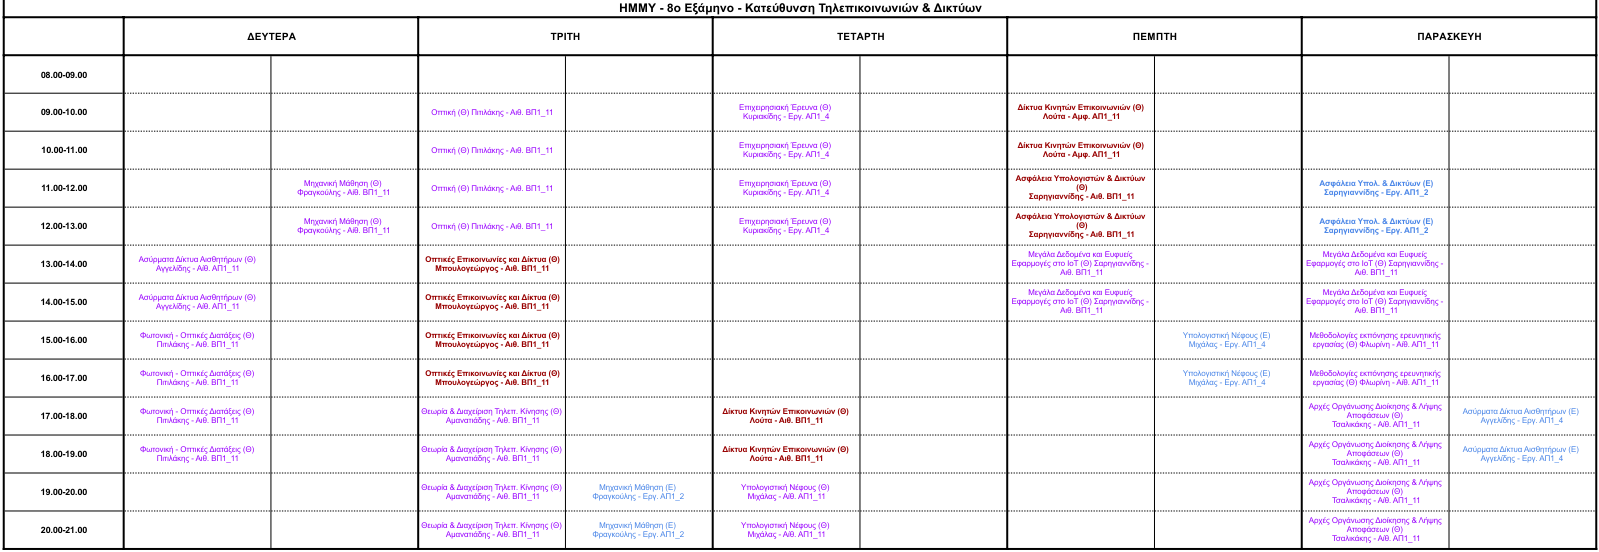 ΗΜΜΥ - 8ο Εξάμηνο - Κατεύθυνση Τηλεπικοινωνιών & Δικτύων
ΔΕΥΤΕΡΑ ΤΡΙΤΗ ΤΕΤΑΡΤΗ ΠΕΜΠΤΗ ΠΑΡΑΣΚΕΥΗ
08.00-09.00
09.00-10.00
Οπτική (Θ) Πιτιλάκης - Αιθ. ΒΠ1_11
Επιχειρησιακή Έρευνα (Θ)
Κυριακίδης - Εργ. ΑΠ1_4
Δίκτυα Κινητών Επικοινωνιών (Θ)
Λούτα - Αμφ. ΑΠ1_11
10.00-11.00
Οπτική (Θ) Πιτιλάκης - Αιθ. ΒΠ1_11
Επιχειρησιακή Έρευνα (Θ)
Κυριακίδης - Εργ. ΑΠ1_4
Δίκτυα Κινητών Επικοινωνιών (Θ)
Λούτα - Αμφ. ΑΠ1_11
11.00-12.00
Μηχανική Μάθηση (Θ)
Φραγκούλης - Αίθ. ΒΠ1_11
Οπτική (Θ) Πιτιλάκης - Αιθ. ΒΠ1_11
Επιχειρησιακή Έρευνα (Θ)
Κυριακίδης - Εργ. ΑΠ1_4
Ασφάλεια Υπολογιστών & Δικτύων
(Θ)
Σαρηγιαννίδης - Αιθ. ΒΠ1_11
Ασφάλεια Υπολ. & Δικτύων (Ε)
Σαρηγιαννίδης - Εργ. ΑΠ1_2
12.00-13.00
Μηχανική Μάθηση (Θ)
Φραγκούλης - Αίθ. ΒΠ1_11
Οπτική (Θ) Πιτιλάκης - Αιθ. ΒΠ1_11
Επιχειρησιακή Έρευνα (Θ)
Κυριακίδης - Εργ. ΑΠ1_4
Ασφάλεια Υπολογιστών & Δικτύων
(Θ)
Σαρηγιαννίδης - Αιθ. ΒΠ1_11
Ασφάλεια Υπολ. & Δικτύων (Ε)
Σαρηγιαννίδης - Εργ. ΑΠ1_2
13.00-14.00
Ασύρματα Δίκτυα Αισθητήρων (Θ)
Αγγελίδης - Αιθ. ΑΠ1_11
Οπτικές Επικοινωνίες και Δίκτυα (Θ)
Μπουλογεώργος - Αιθ. ΒΠ1_11
Μεγάλα Δεδομένα και Ευφυείς
Εφαρμογές στο IoT (Θ) Σαρηγιαννίδης -
Αιθ. ΒΠ1_11
Μεγάλα Δεδομένα και Ευφυείς
Εφαρμογές στο IoT (Θ) Σαρηγιαννίδης -
Αιθ. ΒΠ1_11
14.00-15.00
Ασύρματα Δίκτυα Αισθητήρων (Θ)
Αγγελίδης - Αιθ. ΑΠ1_11
Οπτικές Επικοινωνίες και Δίκτυα (Θ)
Μπουλογεώργος - Αιθ. ΒΠ1_11
Μεγάλα Δεδομένα και Ευφυείς
Εφαρμογές στο IoT (Θ) Σαρηγιαννίδης -
Αιθ. ΒΠ1_11
Μεγάλα Δεδομένα και Ευφυείς
Εφαρμογές στο IoT (Θ) Σαρηγιαννίδης -
Αιθ. ΒΠ1_11
15.00-16.00
Φωτονική - Οπτικές Διατάξεις (Θ)
Πιτιλάκης - Αιθ. ΒΠ1_11
Οπτικές Επικοινωνίες και Δίκτυα (Θ)
Μπουλογεώργος - Αιθ. ΒΠ1_11
Υπολογιστική Νέφους (Ε)
Μιχάλας - Εργ. ΑΠ1_4
Μεθοδολογίες εκπόνησης ερευνητικής
εργασίας (Θ) Φλωρίνη - Αιθ. ΑΠ1_11
16.00-17.00
Φωτονική - Οπτικές Διατάξεις (Θ)
Πιτιλάκης - Αιθ. ΒΠ1_11
Οπτικές Επικοινωνίες και Δίκτυα (Θ)
Μπουλογεώργος - Αιθ. ΒΠ1_11
Υπολογιστική Νέφους (Ε)
Μιχάλας - Εργ. ΑΠ1_4
Μεθοδολογίες εκπόνησης ερευνητικής
εργασίας (Θ) Φλωρίνη - Αιθ. ΑΠ1_11
17.00-18.00
Φωτονική - Οπτικές Διατάξεις (Θ)
Πιτιλάκης - Αιθ. ΒΠ1_11
Θεωρία & Διαχείριση Τηλεπ. Κίνησης (Θ)
Αμανατιάδης - Αιθ. ΒΠ1_11
Δίκτυα Κινητών Επικοινωνιών (Θ)
Λούτα - Αιθ. ΒΠ1_11
Αρχές Οργάνωσης Διοίκησης & Λήψης
Αποφάσεων (Θ)
Τσαλικάκης - Αιθ. ΑΠ1_11
Ασύρματα Δίκτυα Αισθητήρων (Ε)
Αγγελίδης - Εργ. ΑΠ1_4
18.00-19.00
Φωτονική - Οπτικές Διατάξεις (Θ)
Πιτιλάκης - Αιθ. ΒΠ1_11
Θεωρία & Διαχείριση Τηλεπ. Κίνησης (Θ)
Αμανατιάδης - Αιθ. ΒΠ1_11
Δίκτυα Κινητών Επικοινωνιών (Θ)
Λούτα - Αιθ. ΒΠ1_11
Αρχές Οργάνωσης Διοίκησης & Λήψης
Αποφάσεων (Θ)
Τσαλικάκης - Αιθ. ΑΠ1_11
Ασύρματα Δίκτυα Αισθητήρων (Ε)
Αγγελίδης - Εργ. ΑΠ1_4
19.00-20.00
Θεωρία & Διαχείριση Τηλεπ. Κίνησης (Θ)
Αμανατιάδης - Αιθ. ΒΠ1_11
Μηχανική Μάθηση (Ε)
Φραγκούλης - Εργ. ΑΠ1_2
Υπολογιστική Νέφους (Θ)
Μιχάλας - Αιθ. ΑΠ1_11
Αρχές Οργάνωσης Διοίκησης & Λήψης
Αποφάσεων (Θ)
Τσαλικάκης - Αιθ. ΑΠ1_11
20.00-21.00
Θεωρία & Διαχείριση Τηλεπ. Κίνησης (Θ)
Αμανατιάδης - Αιθ. ΒΠ1_11
Μηχανική Μάθηση (Ε)
Φραγκούλης - Εργ. ΑΠ1_2
Υπολογιστική Νέφους (Θ)
Μιχάλας - Αιθ. ΑΠ1_11
Αρχές Οργάνωσης Διοίκησης & Λήψης
Αποφάσεων (Θ)
Τσαλικάκης - Αιθ. ΑΠ1_11